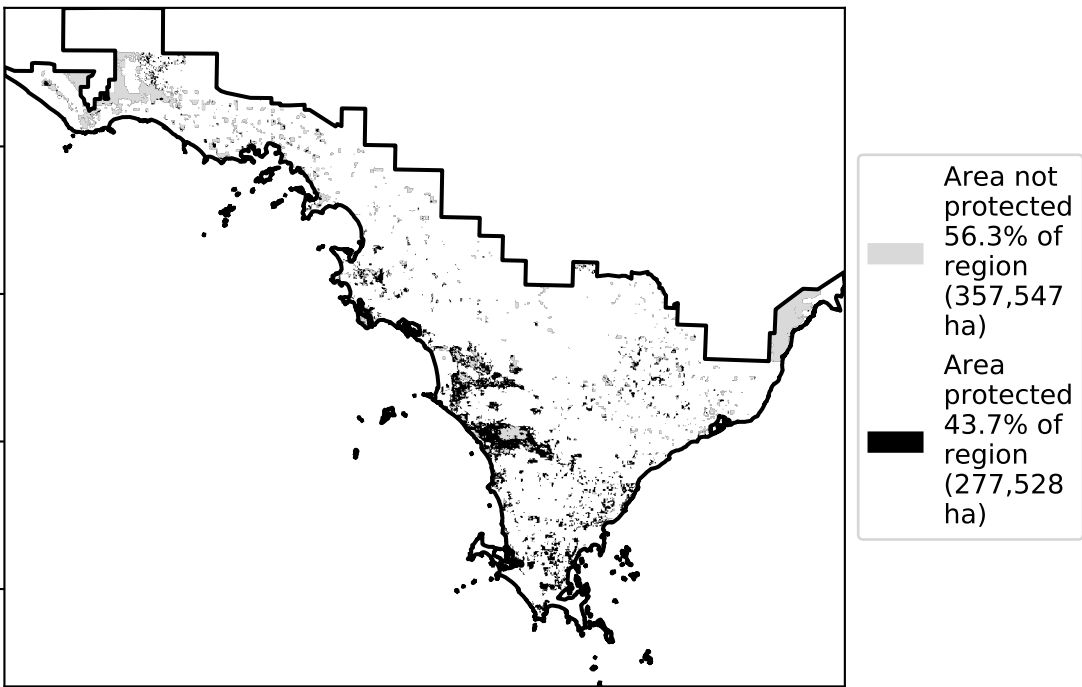 Area not
protected
56.3% of
region
(357,547
ha)
Area
protected
43.7% of
region
(277,528
ha)